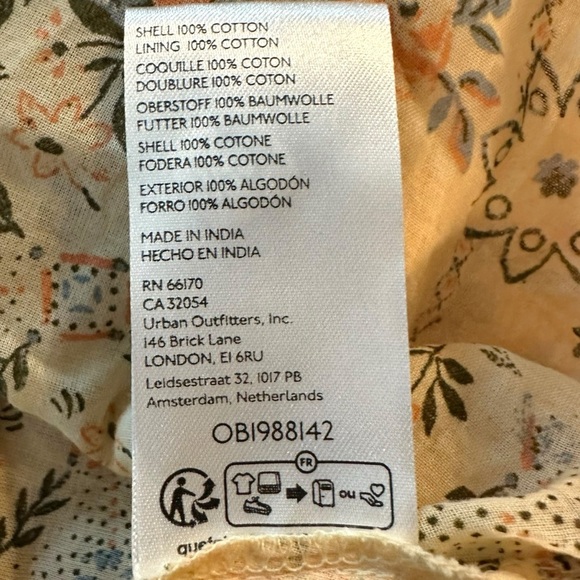 SHELL 100% COTTON
LINING 100% COTTON
COQUILLE 100% COTON
DOUBLURE 100% COTON
OBERSTOFF 100% BAUMWOLLE
FUTTER 100% BAUMWOLLE
SHELL 100% COTONE
FODERA 100% COTONE
EXTERIOR 100% ALGODÓN
FORRO 100% ALGODÓN
MADE IN INDIA
HECHO EN INDIA
RN 66170
CA 32054
Urban Outfitters, Inc.
146 Brick Lane
LONDON, E1 6RU
Leidsestraat 32, 1017 PB
Amsterdam, Netherlands
OB1988142
FR
ou